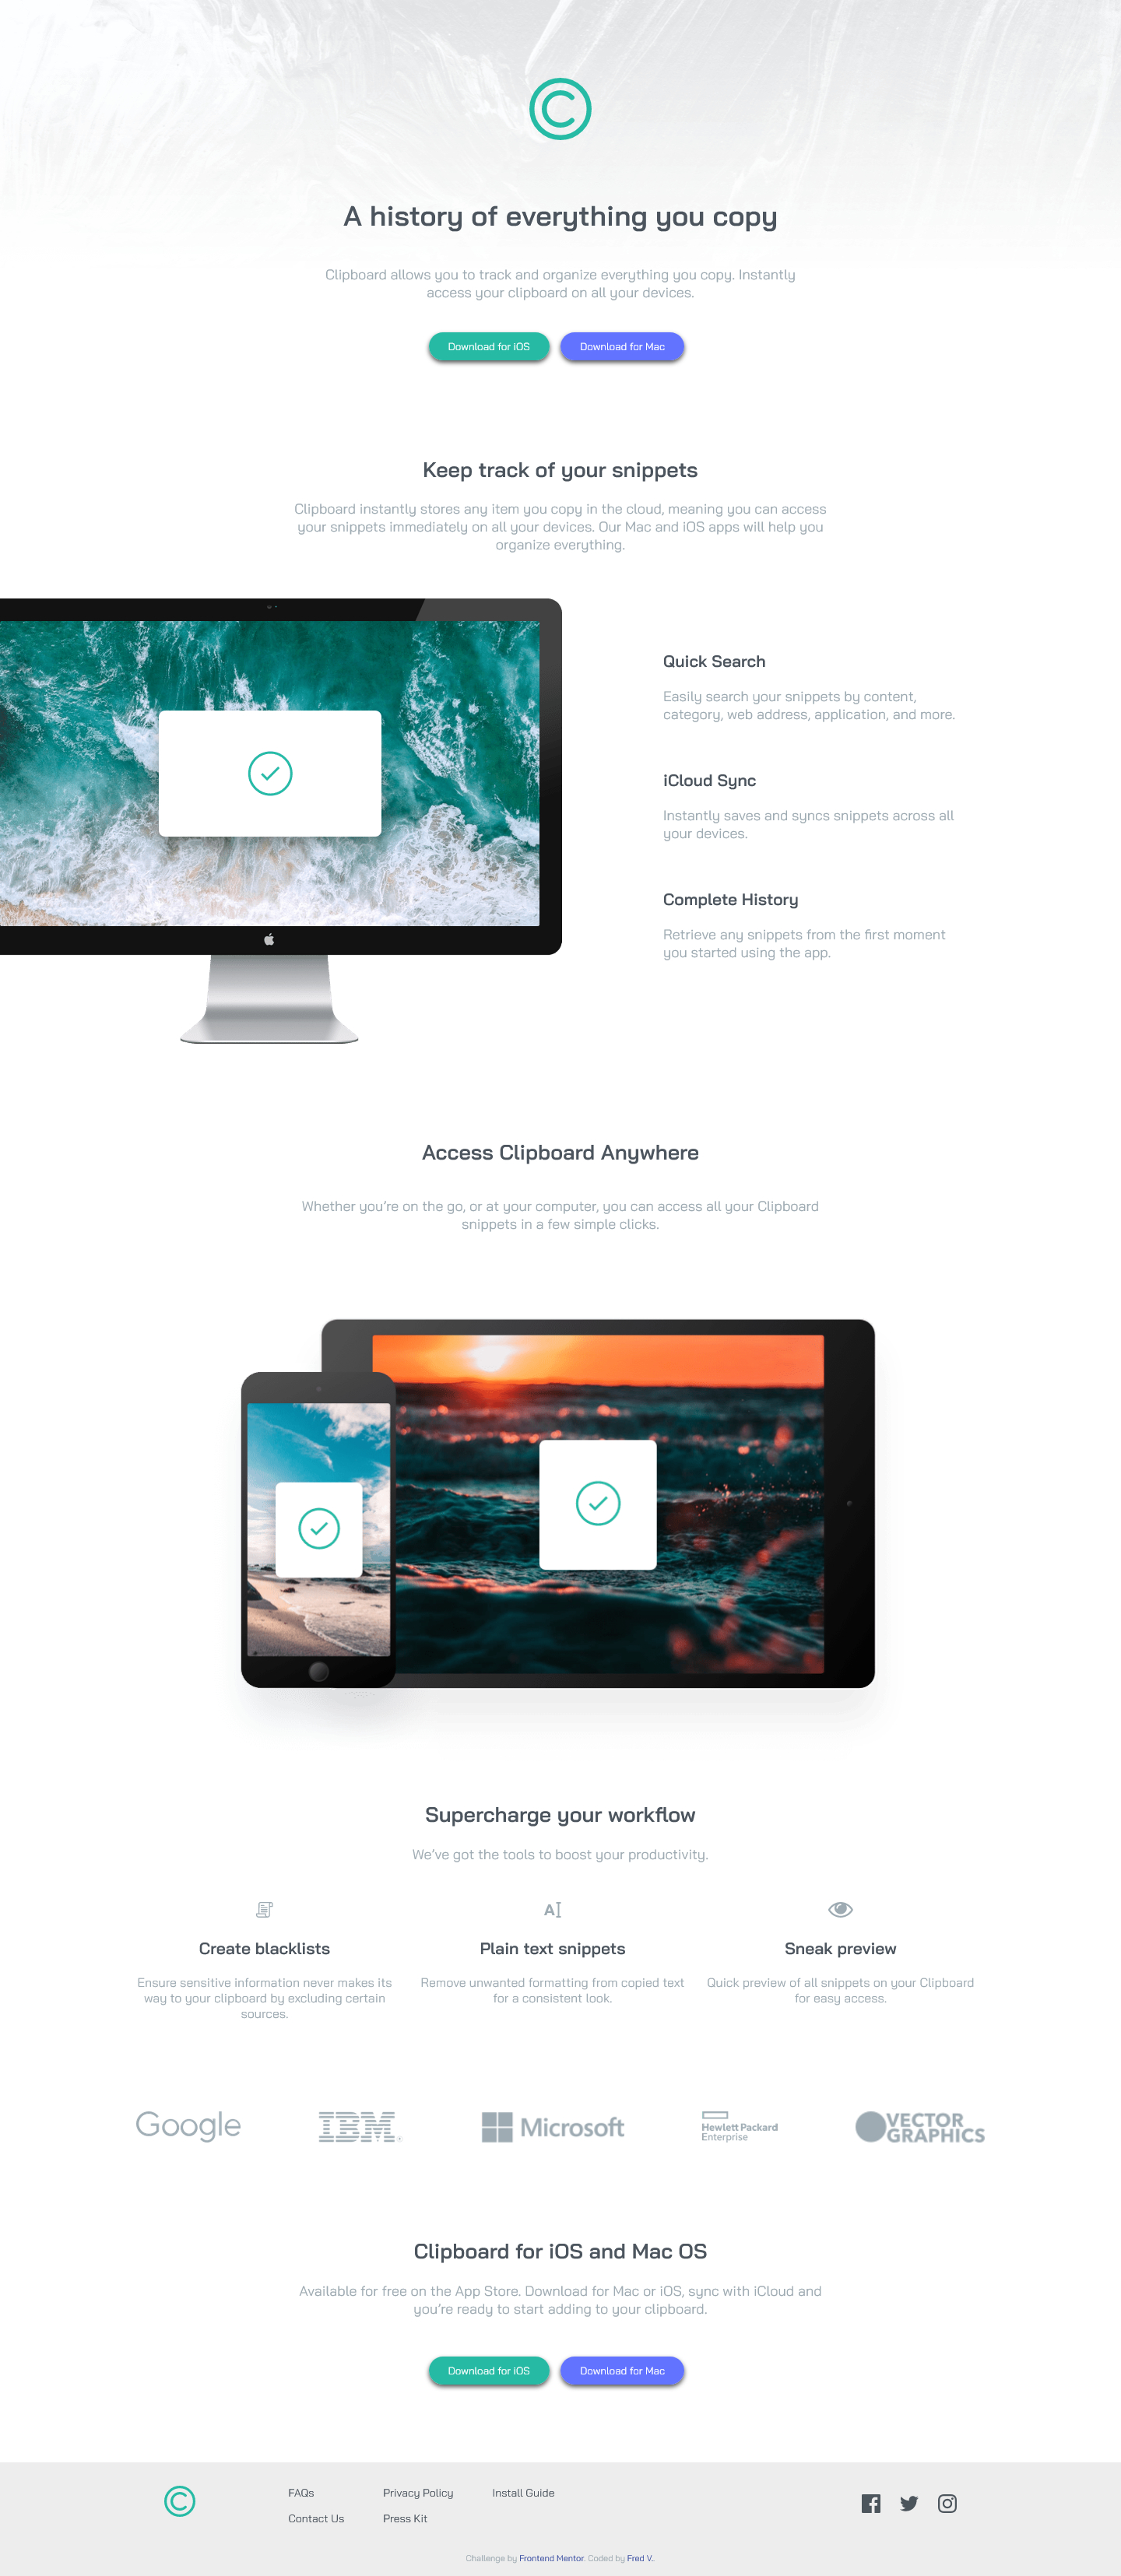 A history of everything you copy
Clipboard allows you to track and organize everything you copy. Instantly
access your clipboard on all your devices.
Download for iOS
Download for Mac
Keep track of your snippets
Clipboard instantly stores any item you copy in the cloud, meaning you can access
your snippets immediately on all your devices. Our Mac and iOS apps will help you
organize everything.
Quick Search
Easily search your snippets by content,
category, web address, application, and more.
iCloud Sync
Instantly saves and syncs snippets across all
your devices.
Complete History
Retrieve any snippets from the first moment
you started using the app.
Access Clipboard Anywhere
Whether you’re on the go, or at your computer, you can access all your Clipboard
snippets in a few simple clicks.
Supercharge your workflow
We’ve got the tools to boost your productivity.
Create blacklists
Ensure sensitive information never makes its
way to your clipboard by excluding certain
sources.
Plain text snippets
Remove unwanted formatting from copied text
for a consistent look.
Sneak preview
Quick preview of all snippets on your Clipboard
for easy access.
Google
IBM
Microsoft
Hewlett Packard
Enterprise
VECTOR
GRAPHICS
Clipboard for iOS and Mac OS
Available for free on the App Store. Download for Mac or iOS, sync with iCloud and
you’re ready to start adding to your clipboard.
Download for iOS
Download for Mac
FAQs
Contact Us
Privacy Policy
Press Kit
Install Guide
Challenge by Frontend Mentor. Coded by Fred V..